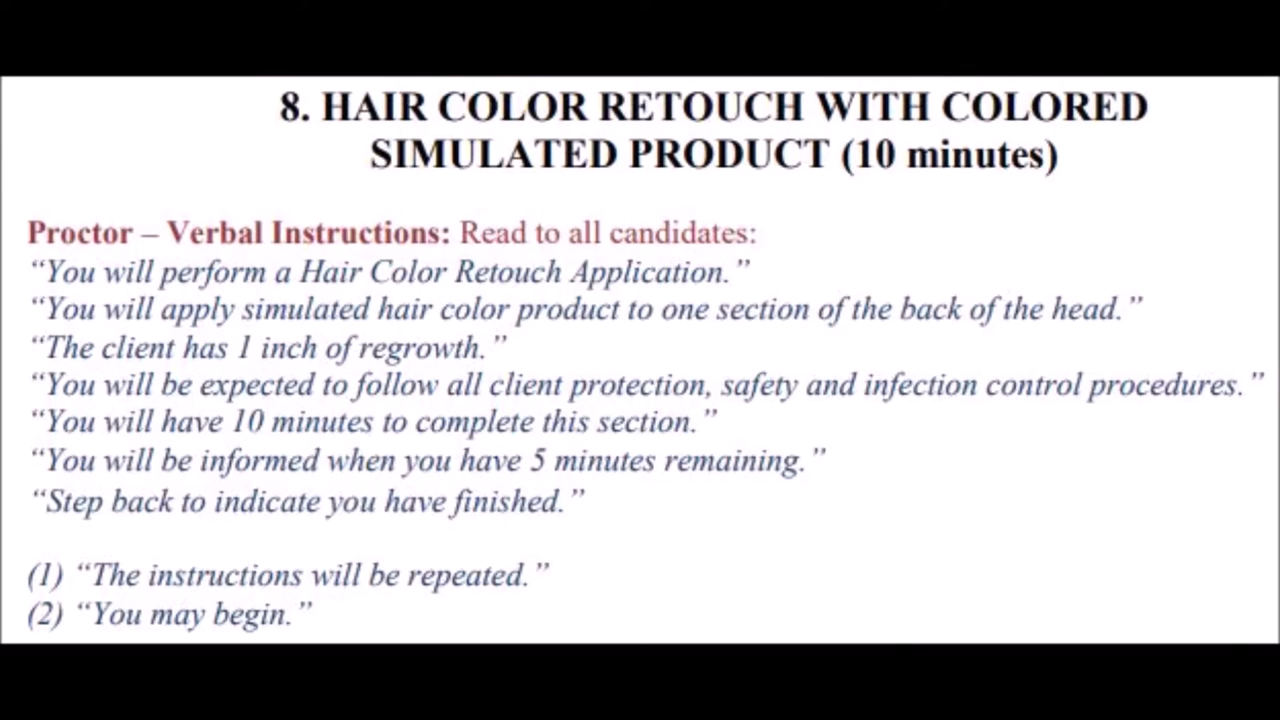 8. HAIR COLOR RETOUCH WITH COLORED
SIMULATED PRODUCT (10 minutes)
Proctor – Verbal Instructions: Read to all candidates:
“You will perform a Hair Color Retouch Application.”
“You will apply simulated hair color product to one section of the back of the head.”
“The client has 1 inch of regrowth.”
“You will be expected to follow all client protection, safety and infection control procedures.”
“You will have 10 minutes to complete this section.”
“You will be informed when you have 5 minutes remaining.”
“Step back to indicate you have finished.”
(1) “The instructions will be repeated.”
(2) “You may begin.”